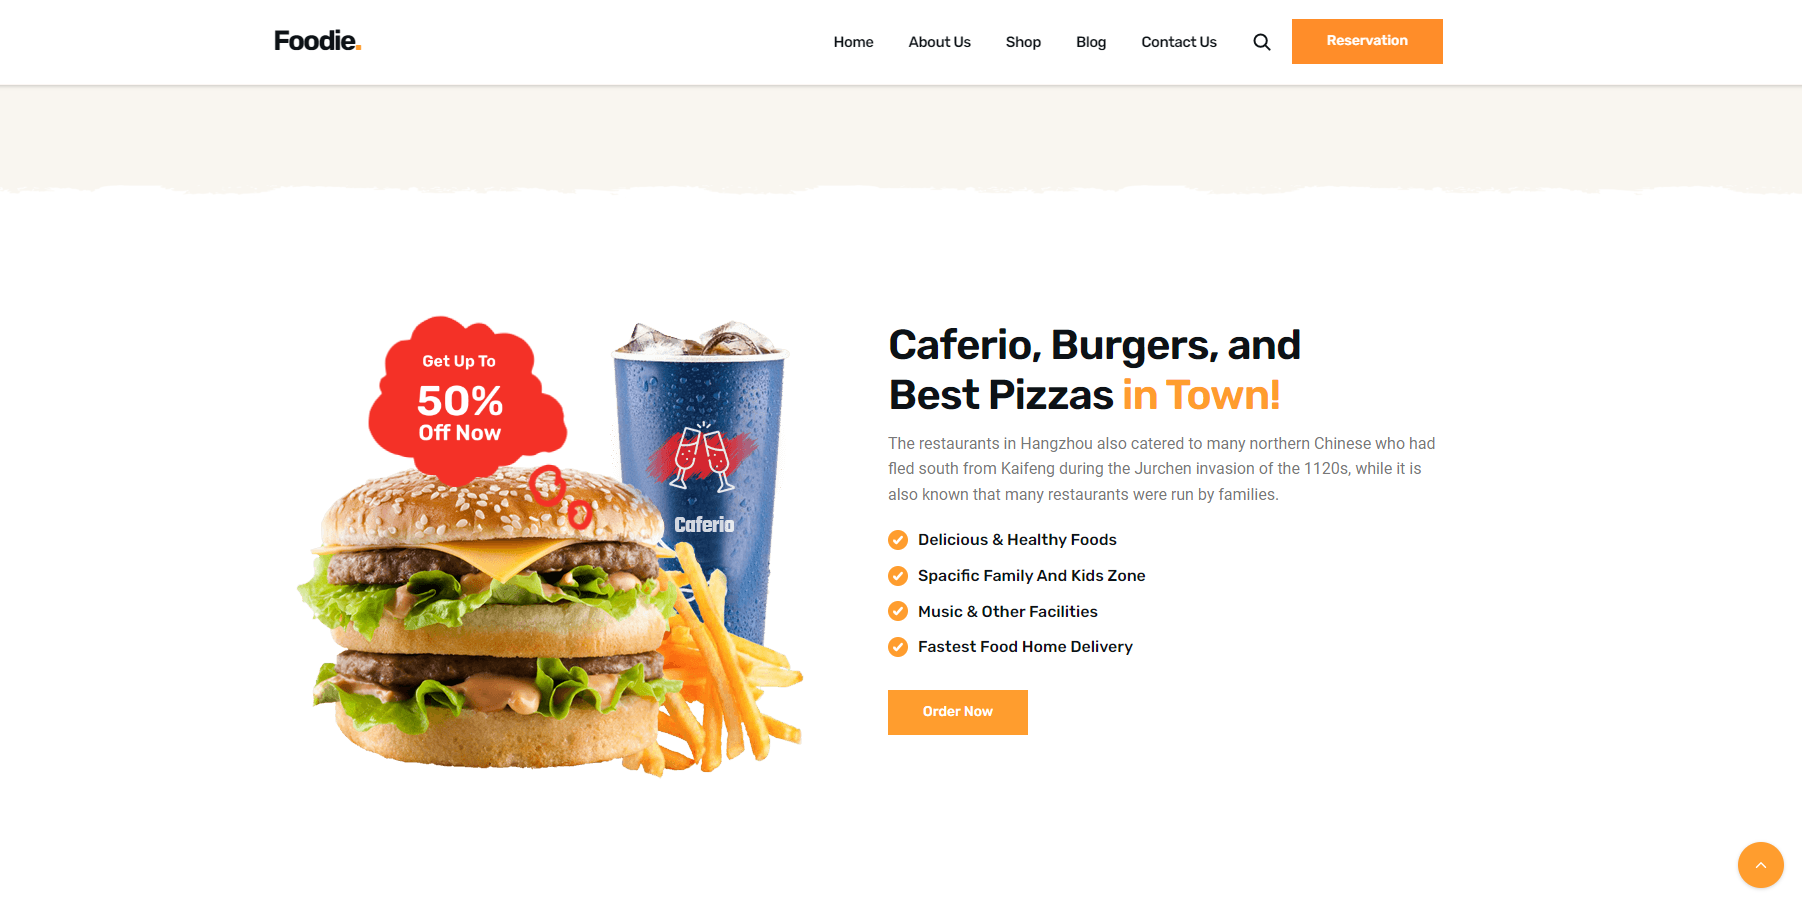 Foodie.
Home
About Us
Shop
Blog
Contact Us
Reservation
Get Up To
50%
Off Now
Caferio
Caferio, Burgers, and
Best Pizzas in Town!
The restaurants in Hangzhou also catered to many northern Chinese who had
fled south from Kaifeng during the Jurchen invasion of the 1120s, while it is
also known that many restaurants were run by families.
Delicious & Healthy Foods
Spacific Family And Kids Zone
Music & Other Facilities
Fastest Food Home Delivery
Order Now